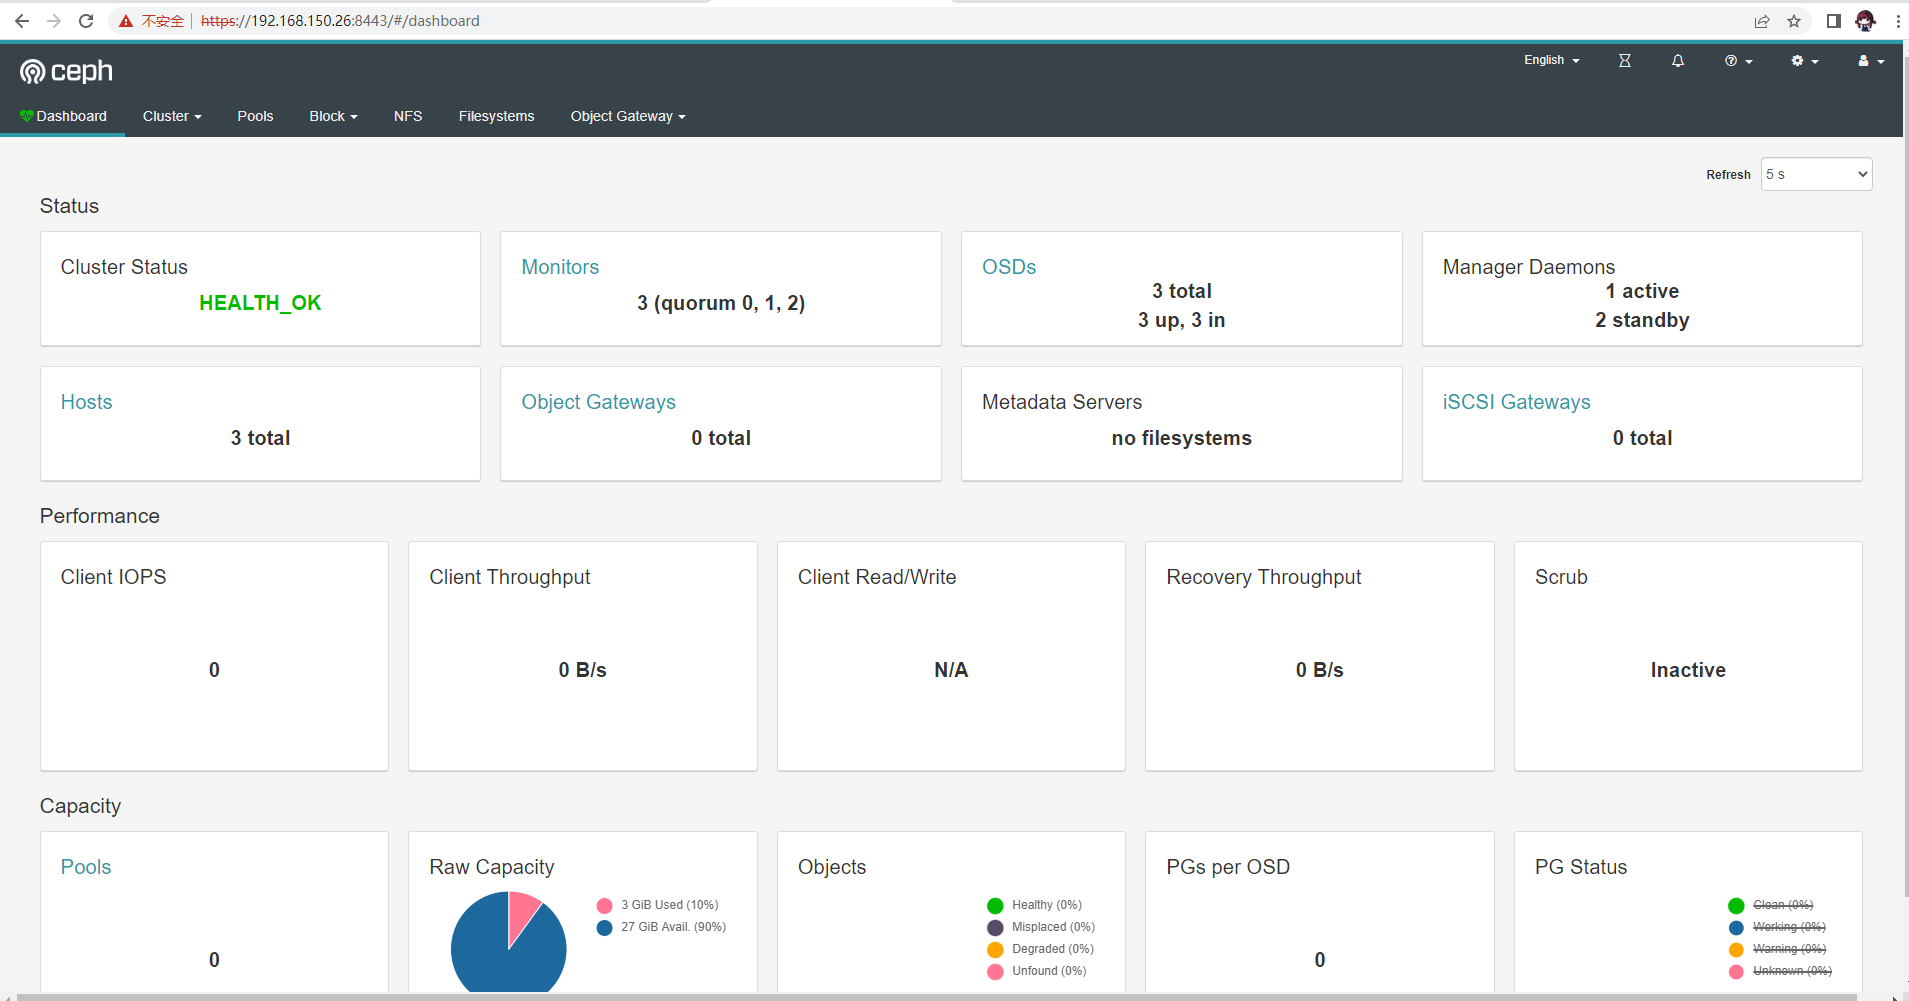 不安全 https://192.168.150.26:8443/#/dashboard
ceph
English
Dashboard Cluster Pools Block NFS Filesystems Object Gateway
Refresh 5 s
Status
Cluster Status
HEALTH_OK
Monitors
3 (quorum 0, 1, 2)
OSDs
3 total
3 up, 3 in
Manager Daemons
1 active
2 standby
Hosts
3 total
Object Gateways
0 total
Metadata Servers
no filesystems
iSCSI Gateways
0 total
Performance
Client IOPS
0
Client Throughput
0 B/s
Client Read/Write
N/A
Recovery Throughput
0 B/s
Scrub
Inactive
Capacity
Pools
0
Raw Capacity
3 GiB Used (10%)
27 GiB Avail. (90%)
Objects
Healthy (0%)
Misplaced (0%)
Degraded (0%)
Unfound (0%)
PGs per OSD
0
PG Status
Clean (0%)
Working (0%)
Warning (0%)
Unknown (0%)